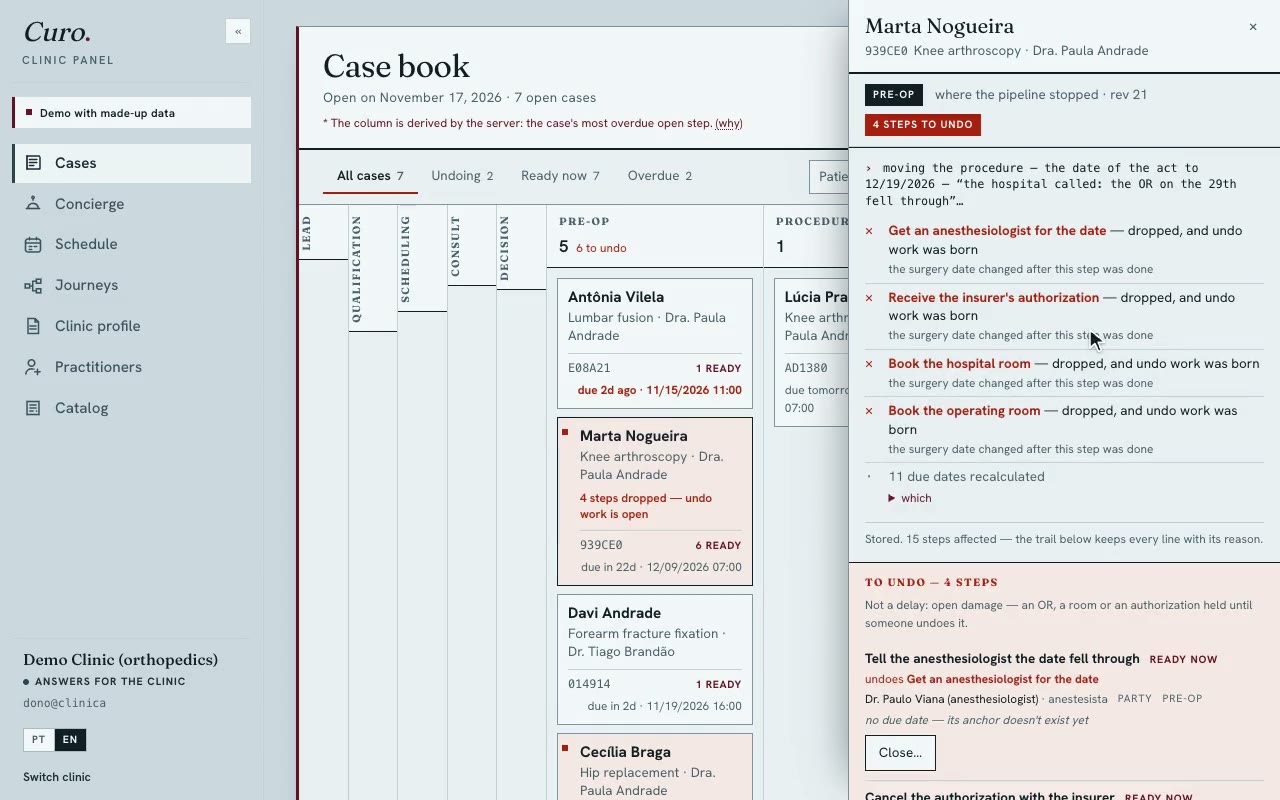 Curo.
«
CLINIC PANEL
Demo with made-up data
Cases
Concierge
Schedule
Journeys
Clinic profile
Practitioners
Catalog
Demo Clinic (orthopedics)
ANSWERS FOR THE CLINIC
dono@clinica
PT EN
Switch clinic
Case book
Open on November 17, 2026 · 7 open cases
* The column is derived by the server: the case's most overdue open step. (why)
All cases 7
Undoing 2
Ready now 7
Overdue 2
Patie
LEAD
QUALIFICATION
SCHEDULING
CONSULT
DECISION
PRE-OP
5 6 to undo
Antônia Vilela
Lumbar fusion · Dra. Paula
Andrade
E08A21 1 READY
due 2d ago · 11/15/2026 11:00
Marta Nogueira
Knee arthroscopy · Dra.
Paula Andrade
4 steps dropped — undo
work is open
939CE0 6 READY
due in 22d · 12/09/2026 07:00
Davi Andrade
Forearm fracture fixation ·
Dr. Tiago Brandão
014914 1 READY
due in 2d · 11/19/2026 16:00
Cecília Braga
Hip replacement · Dra.
Paula Andrade
PROCEDUR
1
Lúcia Pra
Knee arthr
Paula Andr
AD1380
due tomorro
07:00
Marta Nogueira
×
939CE0 Knee arthroscopy · Dra. Paula Andrade
PRE-OP where the pipeline stopped · rev 21
4 STEPS TO UNDO
› moving the procedure — the date of the act to
12/19/2026 — “the hospital called: the OR on the 29th
fell through”…
× Get an anesthesiologist for the date — dropped, and undo
work was born
the surgery date changed after this step was done
× Receive the insurer's authorization — dropped, and undo
work was born
the surgery date changed after this step was done
× Book the hospital room — dropped, and undo work was born
the surgery date changed after this step was done
× Book the operating room — dropped, and undo work was
born
the surgery date changed after this step was done
· 11 due dates recalculated
▶ which
Stored. 15 steps affected — the trail below keeps every line with its reason.
TO UNDO — 4 STEPS
Not a delay: open damage — an OR, a room or an authorization held until
someone undoes it.
Tell the anesthesiologist the date fell through READY NOW
undoes Get an anesthesiologist for the date
Dr. Paulo Viana (anesthesiologist) · anestesista PARTY PRE-OP
no due date — its anchor doesn't exist yet
Close…
Cancel the authorization with the insurer READY NOW